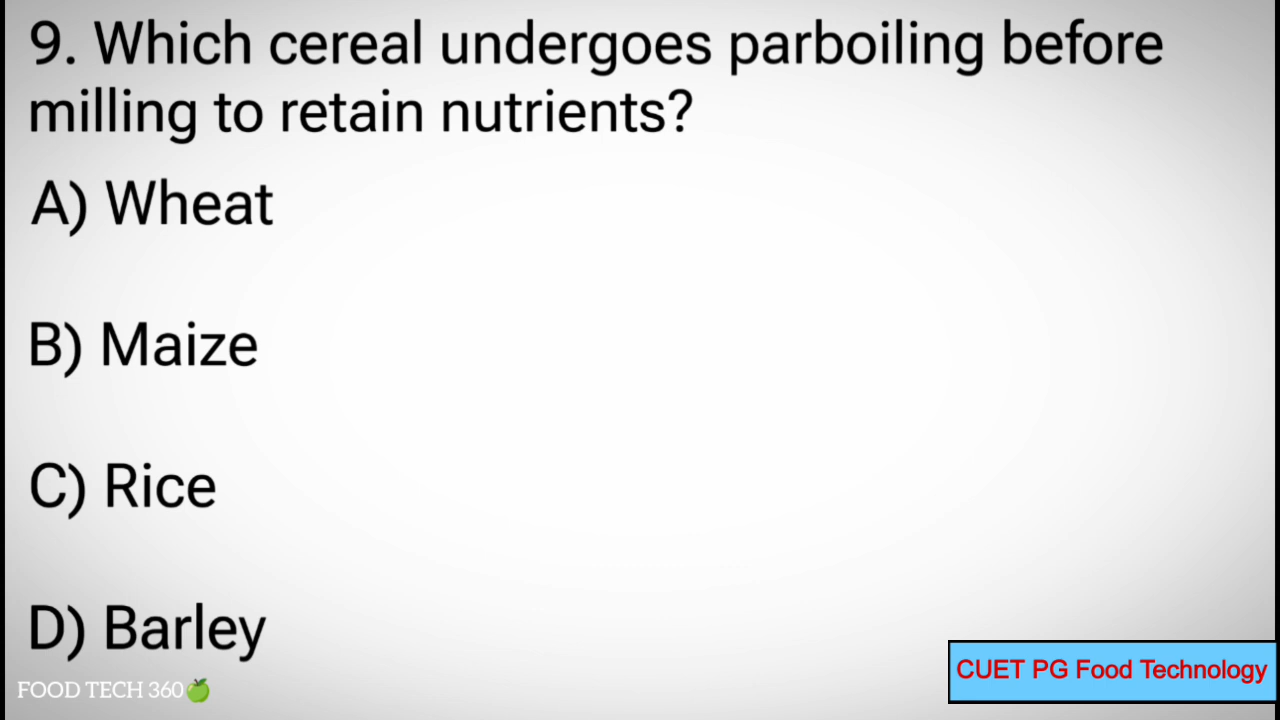 9. Which cereal undergoes parboiling before
milling to retain nutrients?
A) Wheat
B) Maize
C) Rice
D) Barley
FOOD TECH 360🍏
CUET PG Food Technology